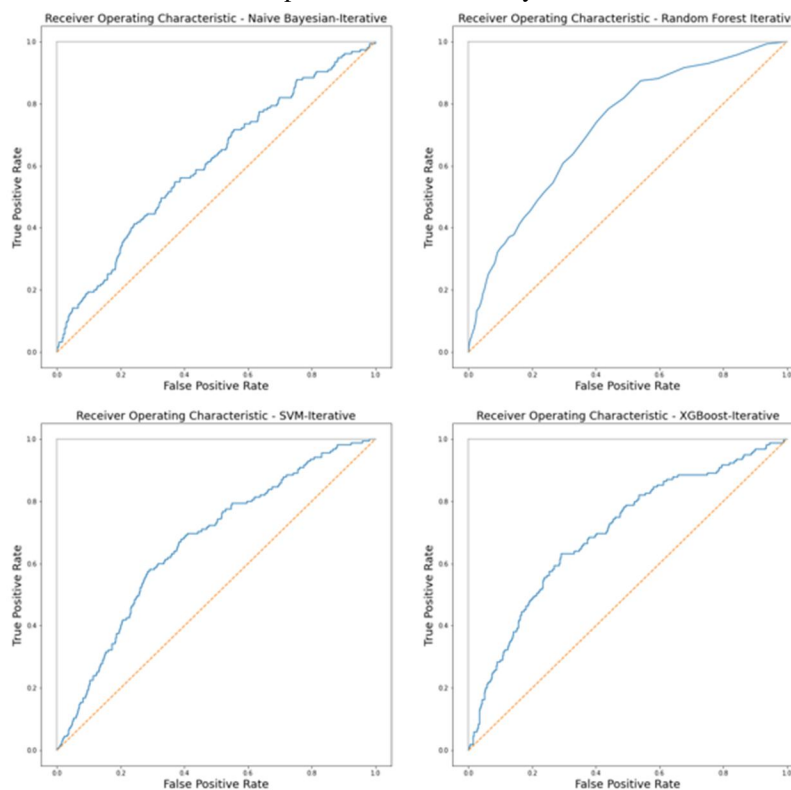 Receiver Operating Characteristic - Naive Bayesian-Iterative
1.0
0.8
0.6
0.4
0.2
0.0
True Positive Rate
0.0 0.2 0.4 0.6 0.8 1.0
False Positive Rate
Receiver Operating Characteristic - Random Forest Iterative
1.0
0.8
0.6
0.4
0.2
0.0
True Positive Rate
0.0 0.2 0.4 0.6 0.8 1.0
False Positive Rate
Receiver Operating Characteristic - SVM-Iterative
1.0
0.8
0.6
0.4
0.2
0.0
True Positive Rate
0.0 0.2 0.4 0.6 0.8 1.0
False Positive Rate
Receiver Operating Characteristic - XGBoost-Iterative
1.0
0.8
0.6
0.4
0.2
0.0
True Positive Rate
0.0 0.2 0.4 0.6 0.8 1.0
False Positive Rate